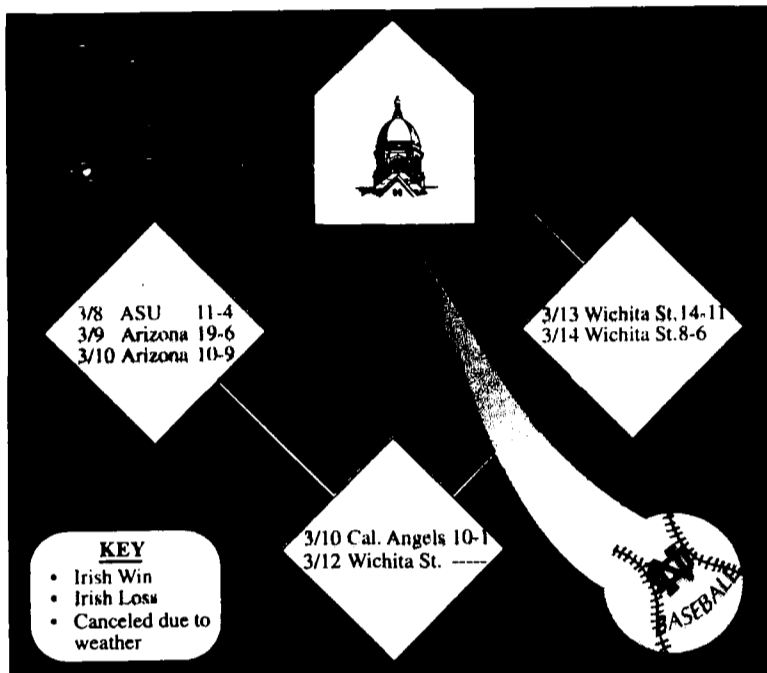 3/8 ASU 11-4
3/9 Arizona 19-6
3/10 Arizona 10-9
3/13 Wichita St. 14-11
3/14 Wichita St. 8-6
3/10 Cal. Angels 10-1
3/12 Wichita St. -----
KEY
• Irish Win
• Irish Loss
• Canceled due to
weather
ND
BASEBALL